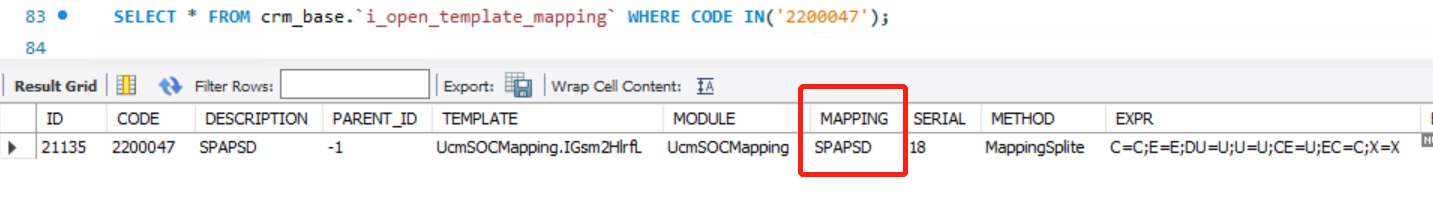 83 SELECT * FROM crm_base.`i_open_template_mapping` WHERE CODE IN('2200047');
84
Result Grid Filter Rows: Export: Wrap Cell Content: IA
ID CODE DESCRIPTION PARENT_ID TEMPLATE MODULE MAPPING SERIAL METHOD EXPR
21135 2200047 SPAPSD -1 UcmSOCMapping.IGsm2HlrfL UcmSOCMapping SPAPSD 18 MappingSplite C=C;E=E;DU=U;U=U;CE=U;EC=C;X=X